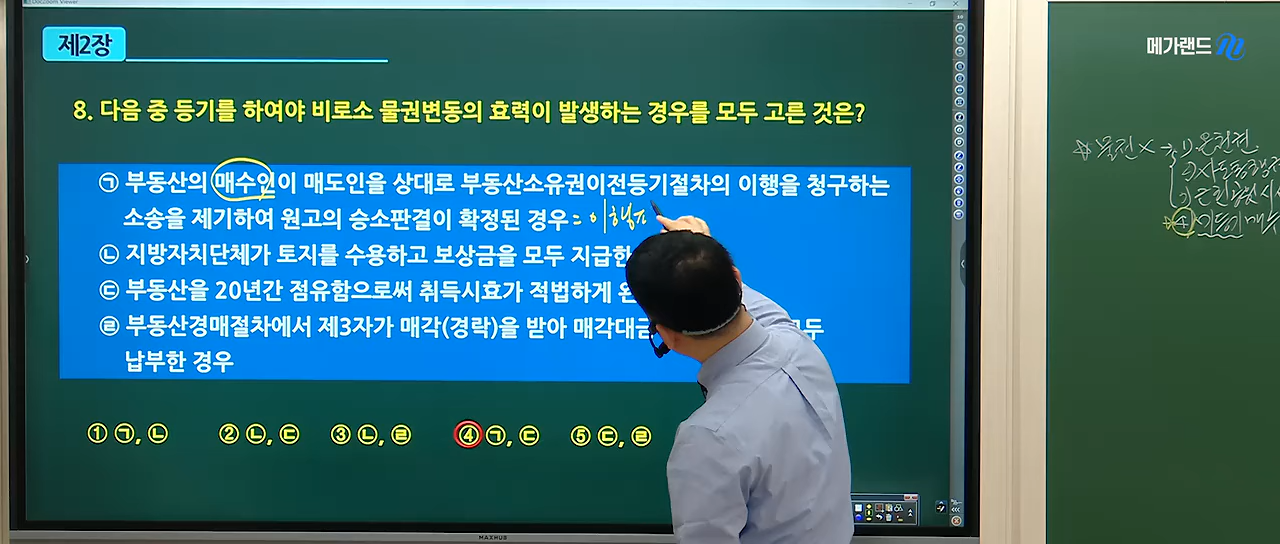 DocZoom Viewer
제2장
메가랜드
8. 다음 중 등기를 하여야 비로소 물권변동의 효력이 발생하는 경우를 모두 고른 것은?
㉠ 부동산의 매수인이 매도인을 상대로 부동산소유권이전등기절차의 이행을 청구하는
소송을 제기하여 원고의 승소판결이 확정된 경우 = 이행
㉡ 지방자치단체가 토지를 수용하고 보상금을 모두 지급한
㉢ 부동산을 20년간 점유함으로써 취득시효가 적법하게
㉣ 부동산경매절차에서 제3자가 매각(경락)을 받아 매각대금
납부한 경우
① ㉠, ㉡ ② ㉡, ㉢ ③ ㉡, ㉣ ④ ㉠, ㉢ ⑤ ㉢, ㉣
MAXHUB